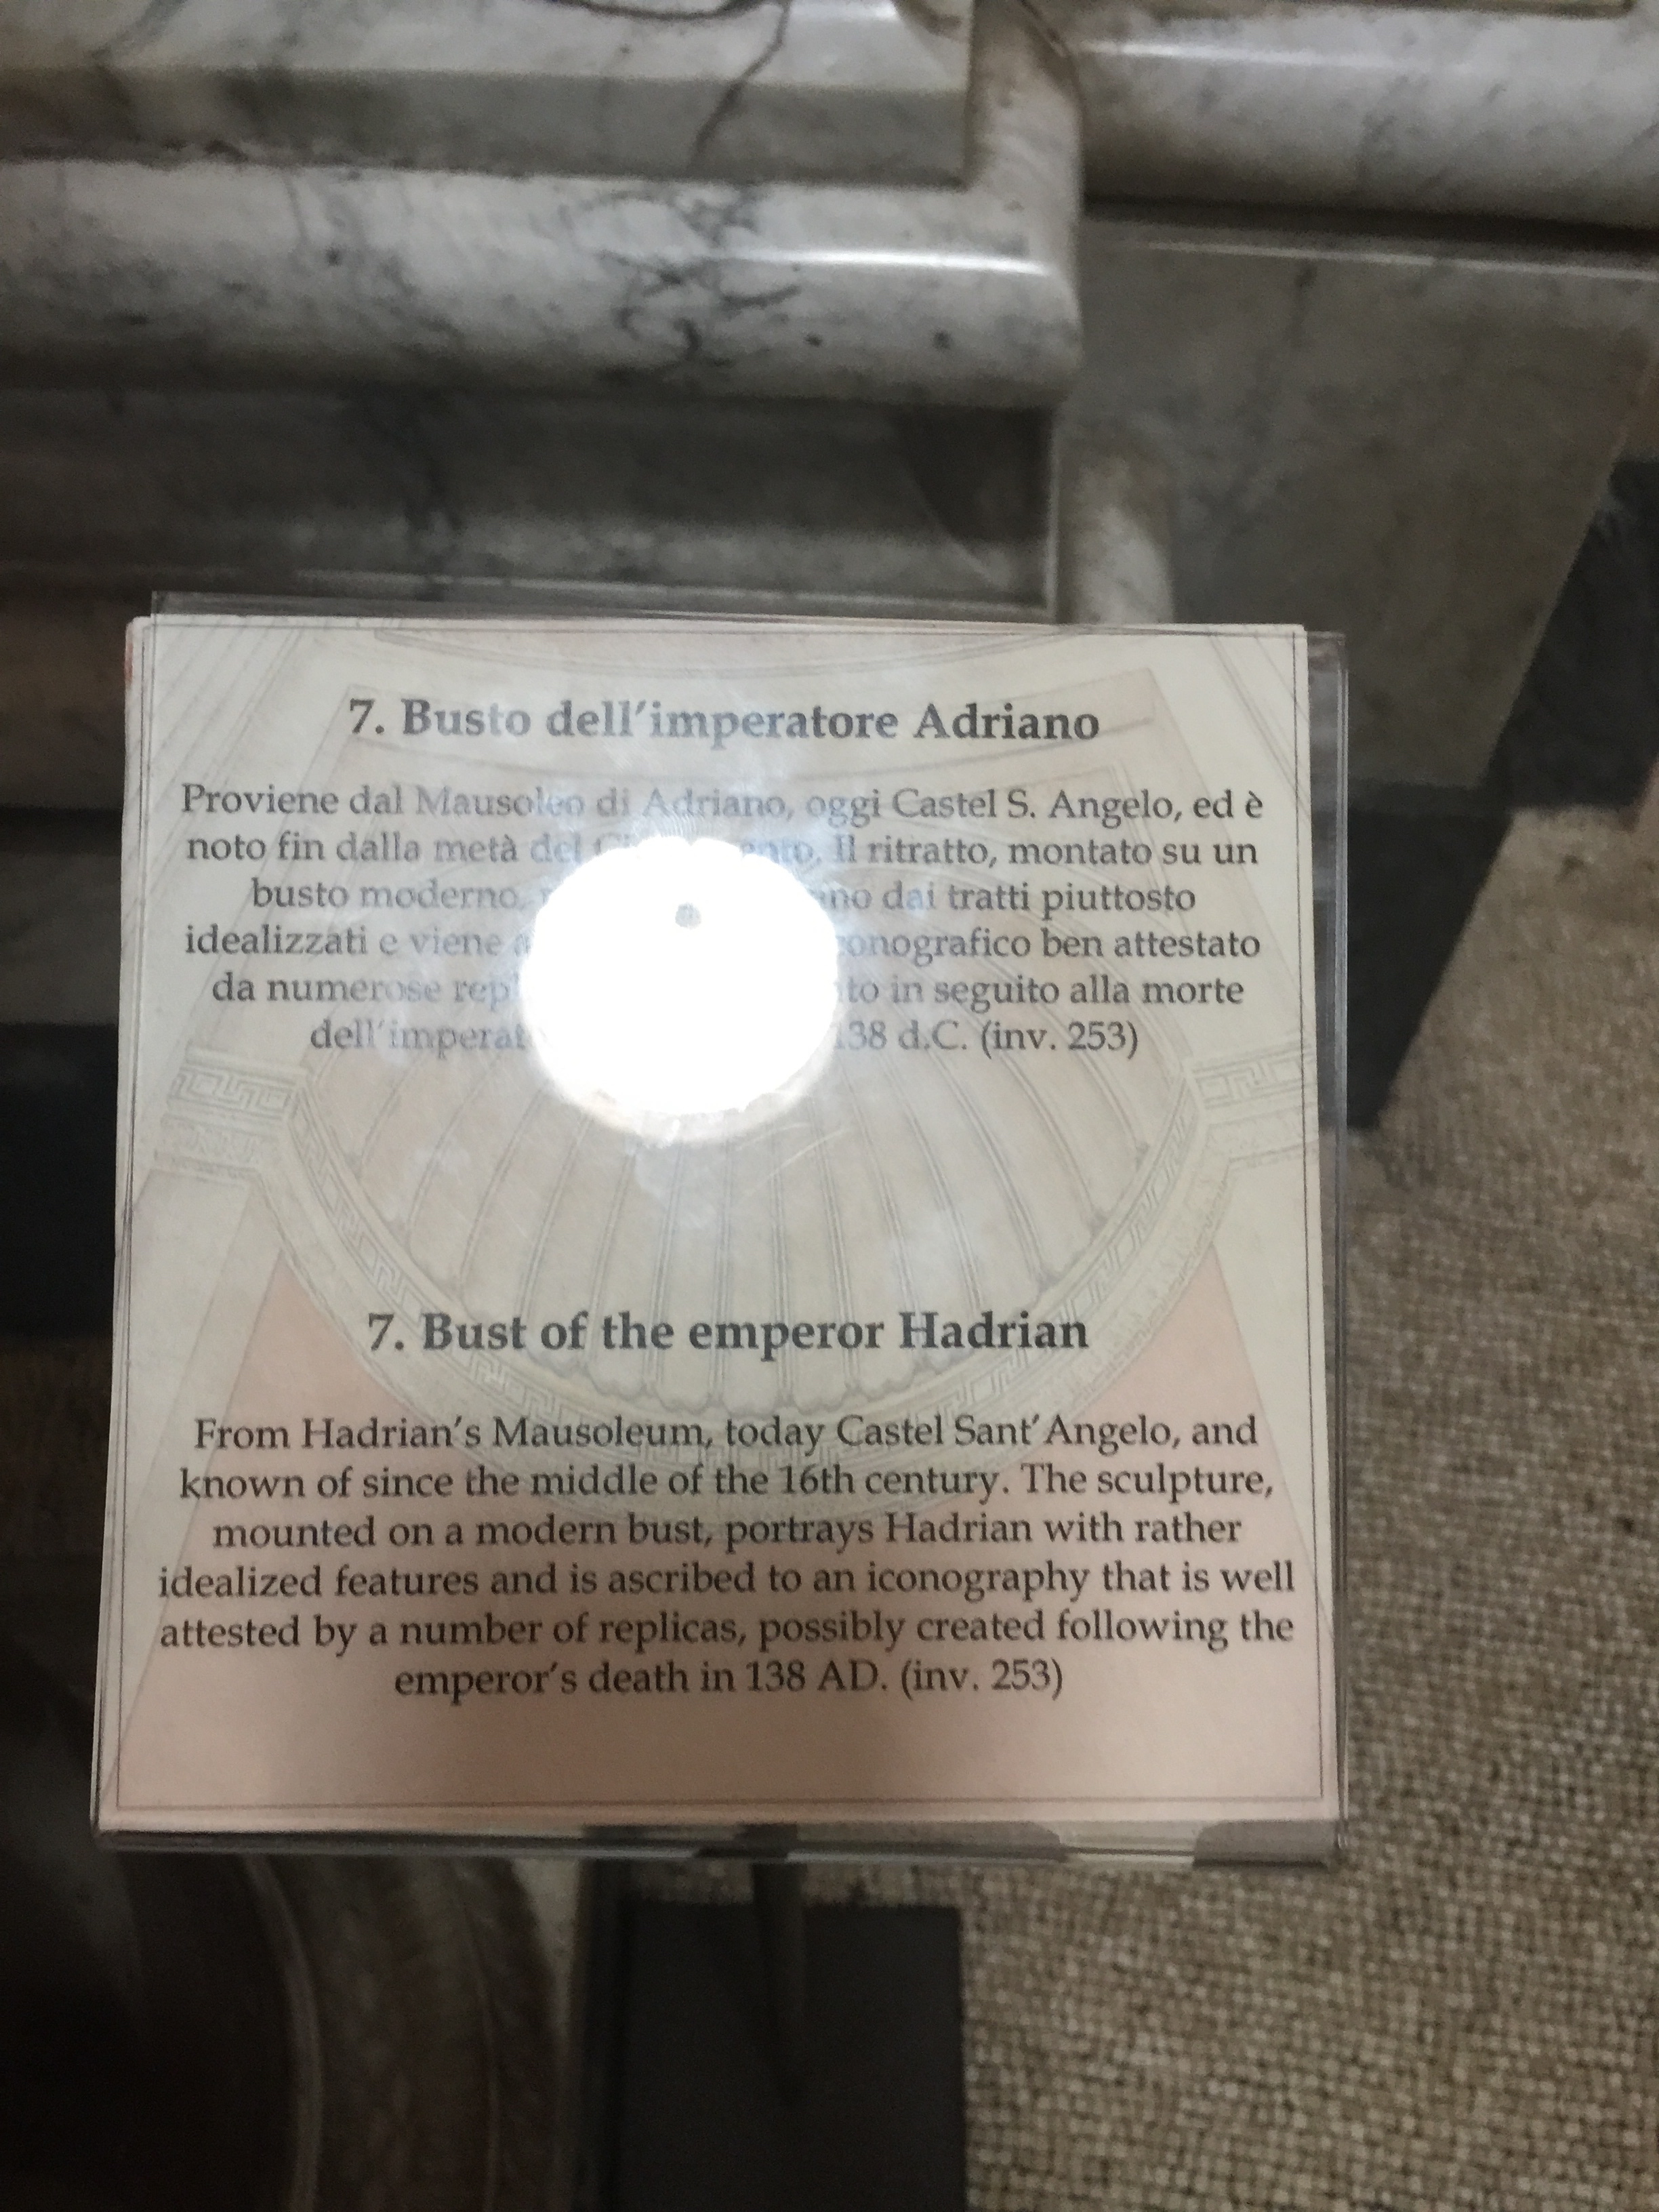 7. Busto dell'imperatore Adriano
Proviene dal Mausoleo di Adriano, oggi Castel S. Angelo, ed è
noto fin dalla metà del Il ritratto, montato su un
busto moderno, dai tratti piuttosto
idealizzati e viene ben attestato
da numerose in seguito alla morte
138 d.C. (inv. 253)
7. Bust of the emperor Hadrian
From Hadrian's Mausoleum, today Castel Sant'Angelo, and
known of since the middle of the 16th century. The sculpture,
mounted on a modern bust, portrays Hadrian with rather
idealized features and is ascribed to an iconography that is well
attested by a number of replicas, possibly created following the
emperor's death in 138 AD. (inv. 253)